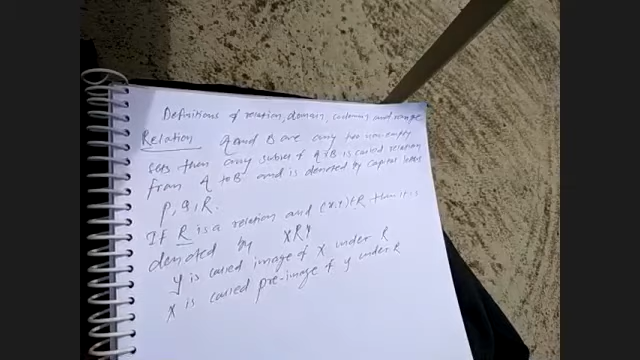 Definitions of relation, domain, codomain and range
Relation A and B are any two non empty
sets then any subset of A×B is called relation
from A to B and is denoted by capital letters
P, Q, R.
If R is a relation and (x,y)∈R then it is
denoted by xRy
y is called image of x under R
x is called pre-image of y under R